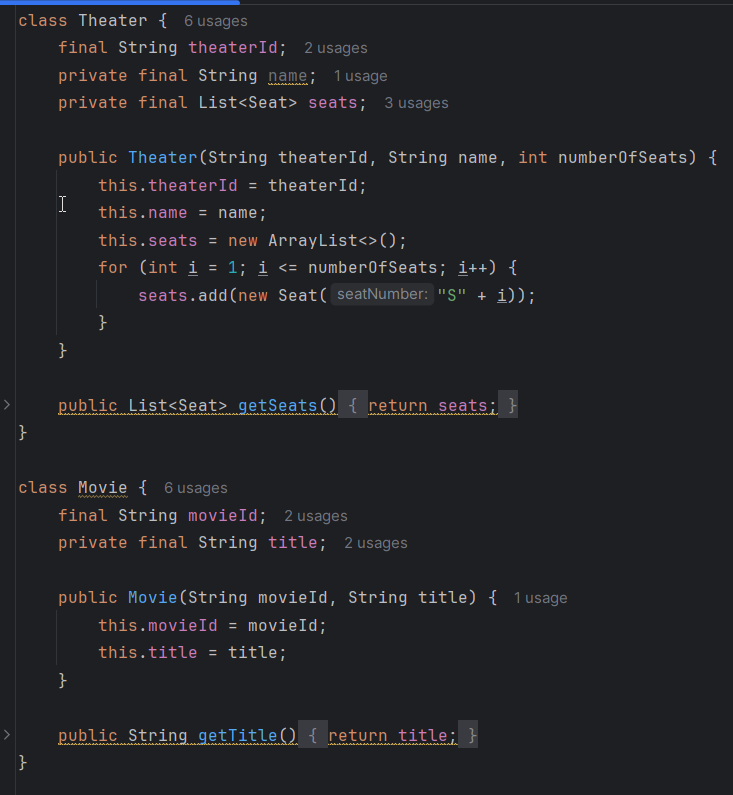 class Theater {  6 usages
    final String theaterId;  2 usages
    private final String name;  1 usage
    private final List<Seat> seats;  3 usages

    public Theater(String theaterId, String name, int numberOfSeats) {
        this.theaterId = theaterId;
        this.name = name;
        this.seats = new ArrayList<>();
        for (int i = 1; i <= numberOfSeats; i++) {
            seats.add(new Seat( seatNumber: "S" + i));
        }
    }

    public List<Seat> getSeats() { return seats; }
}

class Movie {  6 usages
    final String movieId;  2 usages
    private final String title;  2 usages

    public Movie(String movieId, String title) {  1 usage
        this.movieId = movieId;
        this.title = title;
    }

    public String getTitle() { return title; }
}